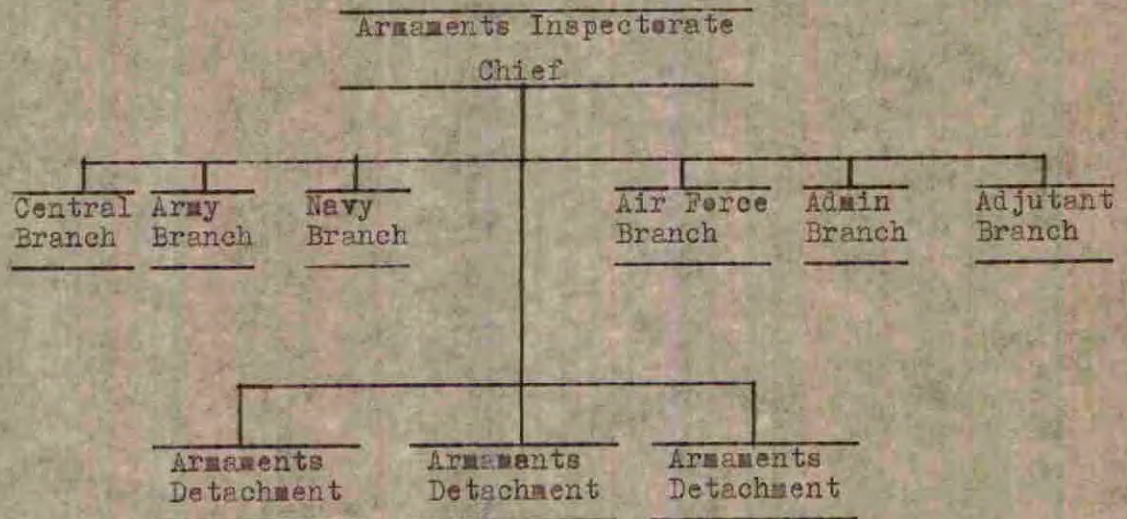 Armaments Inspectorate
Chief
Central Branch
Army Branch
Navy Branch
Air Force Branch
Admin Branch
Adjutant Branch
Armaments Detachment
Armamants Detachment
Armaments Detachment